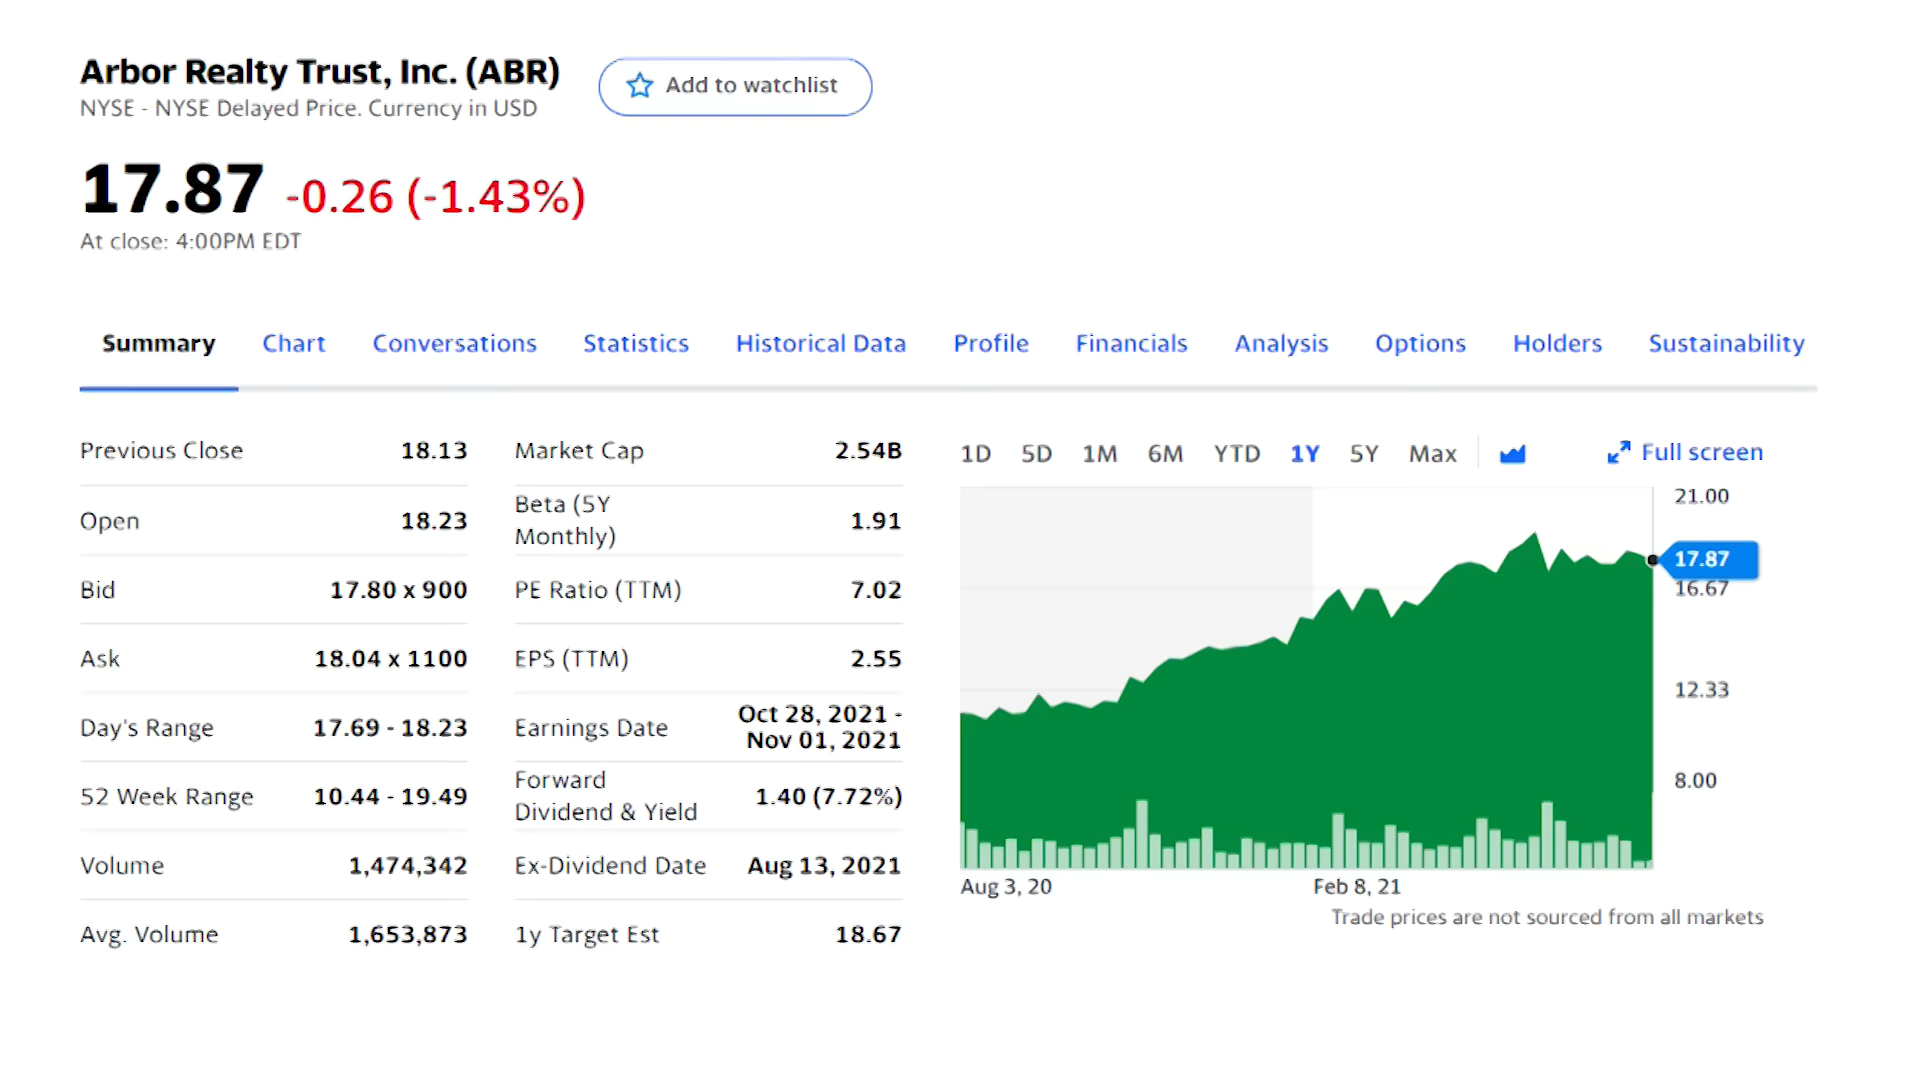 Arbor Realty Trust, Inc. (ABR)
Add to watchlist
NYSE - NYSE Delayed Price. Currency in USD
17.87 -0.26 (-1.43%)
At close: 4:00PM EDT
Summary Chart Conversations Statistics Historical Data Profile Financials Analysis Options Holders Sustainability
Previous Close 18.13
Open 18.23
Bid 17.80 x 900
Ask 18.04 x 1100
Day's Range 17.69 - 18.23
52 Week Range 10.44 - 19.49
Volume 1,474,342
Avg. Volume 1,653,873
Market Cap 2.54B
Beta (5Y
Monthly) 1.91
PE Ratio (TTM) 7.02
EPS (TTM) 2.55
Earnings Date Oct 28, 2021 -
Nov 01, 2021
Forward
Dividend & Yield 1.40 (7.72%)
Ex-Dividend Date Aug 13, 2021
1y Target Est 18.67
1D 5D 1M 6M YTD 1Y 5Y Max Full screen
21.00
17.87
16.67
12.33
8.00
Aug 3, 20 Feb 8, 21
Trade prices are not sourced from all markets